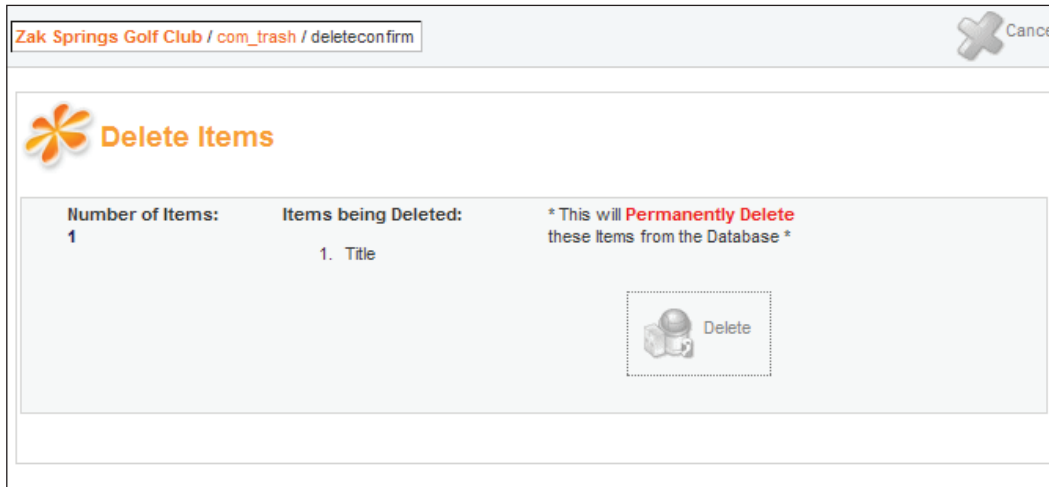 Zak Springs Golf Club / com_trash / deleteconfirm
Cance
Delete Items
Number of Items:
1
Items being Deleted:
1. Title
* This will Permanently Delete
these Items from the Database *
Delete